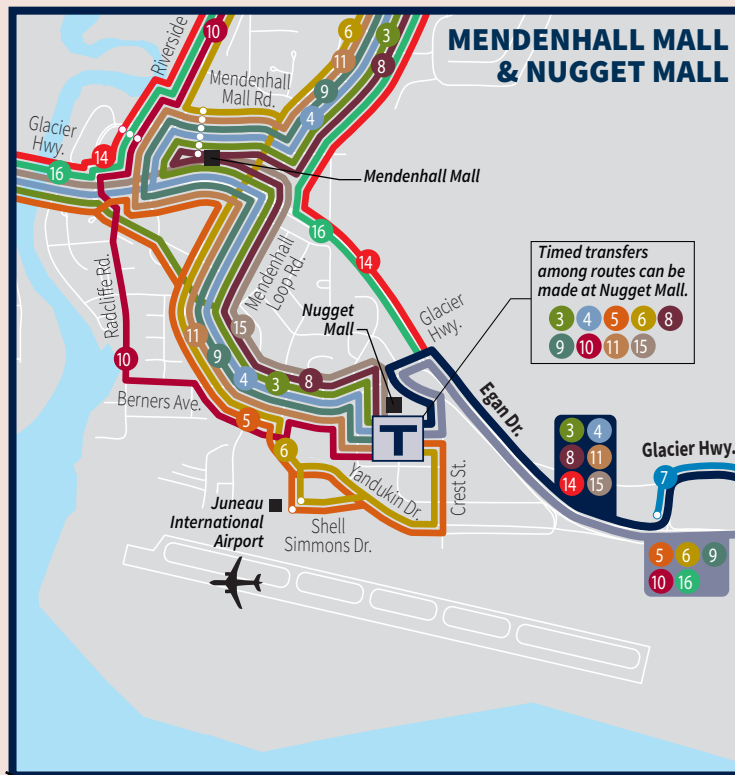 MENDENHALL MALL
& NUGGET MALL
10
Riverside
6
3
11
8
Mendenhall
Mall Rd.
9
4
Glacier
Hwy.
14
16
Mendenhall Mall
16
14
Radcliffe Rd.
Mendenhall
Loop Rd.
Nugget
Mall
Glacier
Hwy.
Timed transfers
among routes can be
made at Nugget Mall.
3 4 5 6 8
9 10 11 15
15
11
9
4
3
8
10
Berners Ave.
5
6
T
Egan Dr.
3 4
8 11
14 15
Glacier Hwy.
7
Yandukin Dr.
Crest St.
Juneau
International
Airport
Shell
Simmons Dr.
5 6 9
10 16